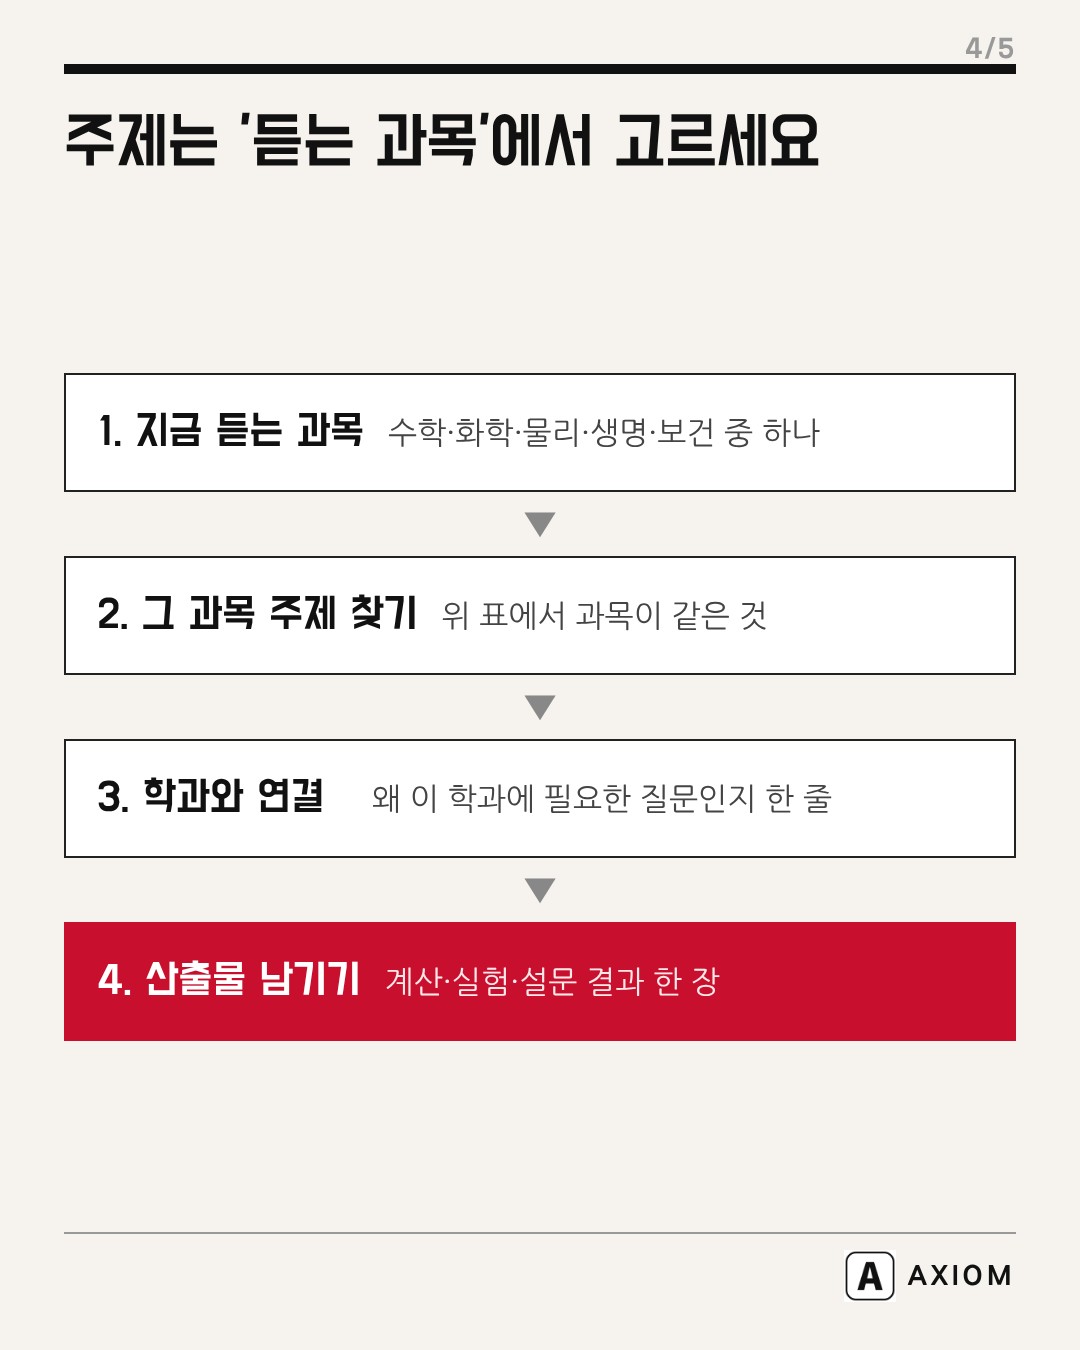 4/5
주제는 '듣는 과목'에서 고르세요
1. 지금 듣는 과목 수학·화학·물리·생명·보건 중 하나
2. 그 과목 주제 찾기 위 표에서 과목이 같은 것
3. 학과와 연결 왜 이 학과에 필요한 질문인지 한 줄
4. 산출물 남기기 계산·실험·설문 결과 한 장
A AXIOM